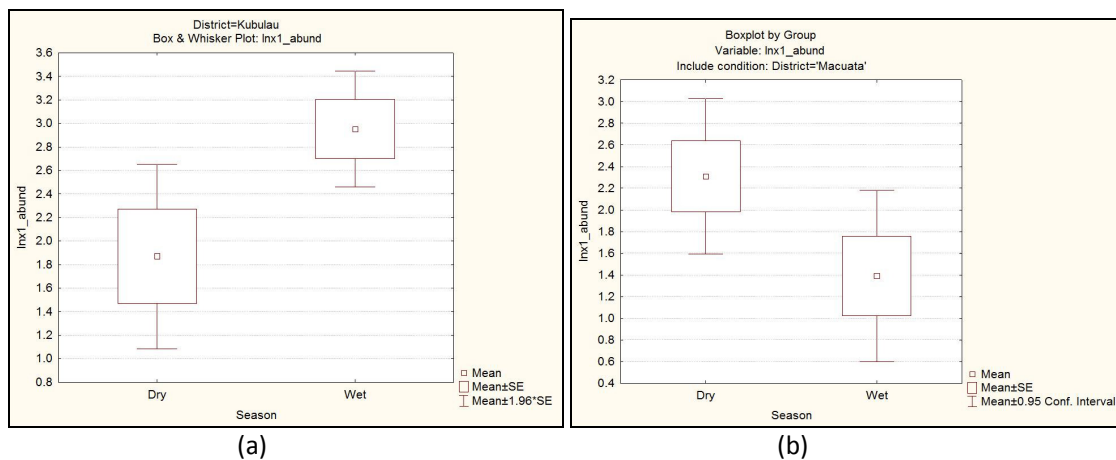 District=Kubulau
Box & Whisker Plot: lnx1_abund
3.6
3.4
3.2
3.0
2.8
2.6
2.4
2.2
2.0
1.8
1.6
1.4
1.2
1.0
0.8
lnx1_abund
Dry
Wet
Season
Mean
Mean±SE
Mean±1.96*SE
(a)
Boxplot by Group
Variable: lnx1_abund
Include condition: District='Macuata'
3.2
3.0
2.8
2.6
2.4
2.2
2.0
1.8
1.6
1.4
1.2
1.0
0.8
0.6
0.4
lnx1_abund
Dry
Wet
Season
Mean
Mean±SE
Mean±0.95 Conf. Interval
(b)